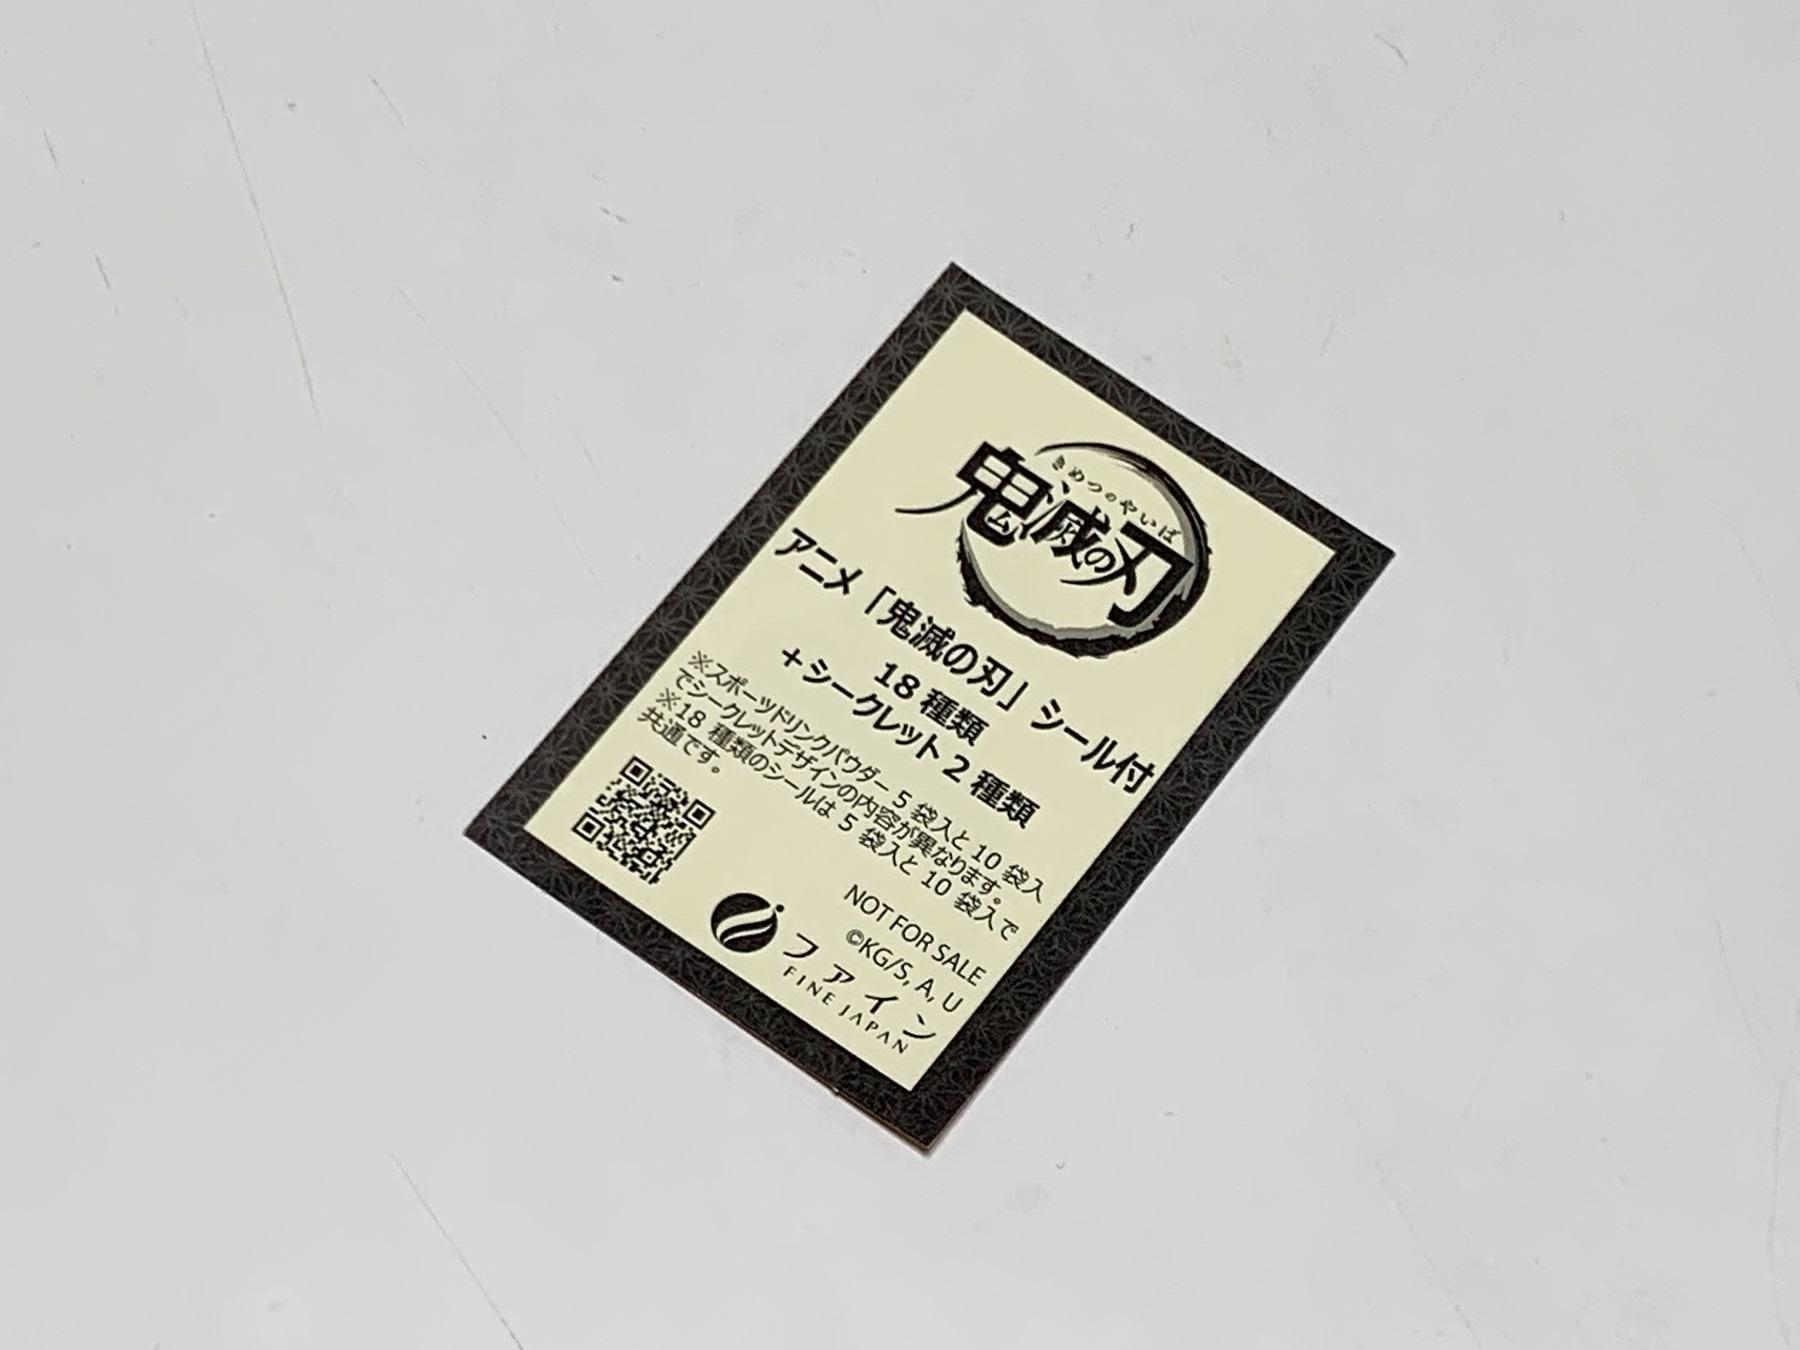 きめつのやいば
鬼滅の刃
アニメ「鬼滅の刃」シール付
18 種類
+シークレット 2 種類
※スポーツドリンクパウダー 5 袋入と 10 袋入
でシークレットデザインの内容が異なります。
※18 種類のシールは 5 袋入と 10 袋入で
共通です。
NOT FOR SALE
©KG/S, A, U
ファイン
FINE JAPAN